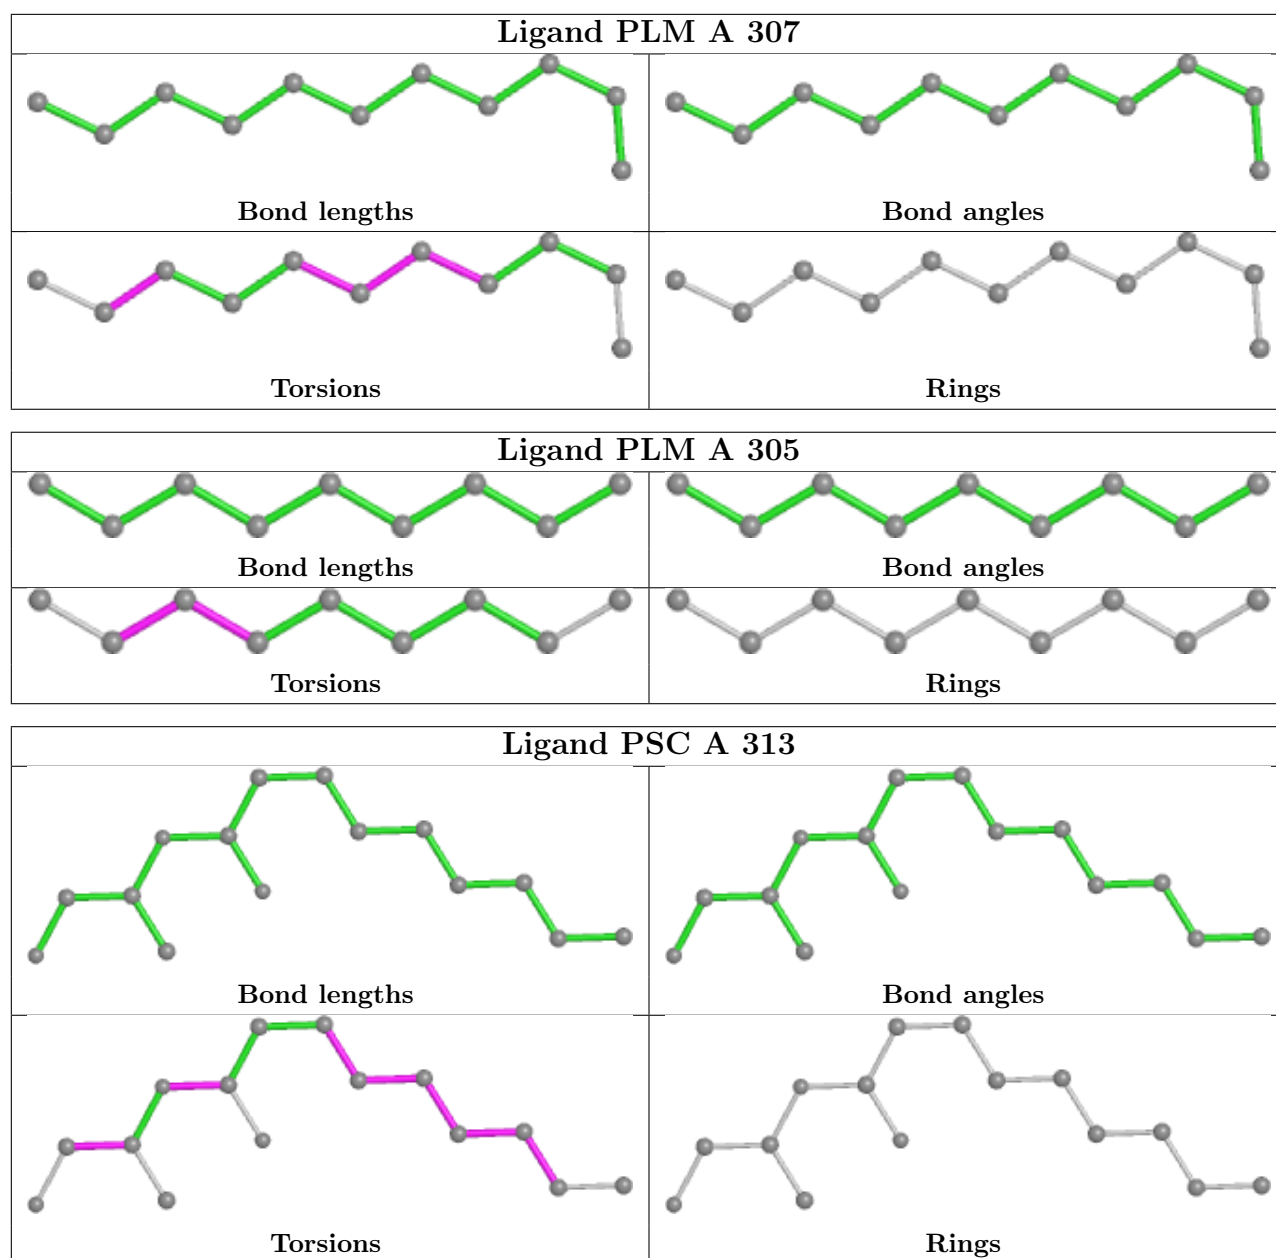 Ligand PLM A 307
Bond lengths
Bond angles
Torsions
Rings
Ligand PLM A 305
Bond lengths
Bond angles
Torsions
Rings
Ligand PSC A 313
Bond lengths
Bond angles
Torsions
Rings